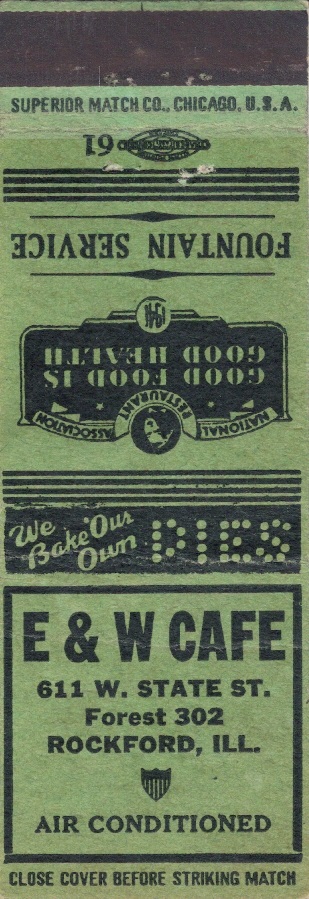 SUPERIOR MATCH CO., CHICAGO, U.S.A.
61
FOUNTAIN SERVICE
1941
GOOD FOOD IS
GOOD HEALTH
NATIONAL RESTAURANT ASSOCIATION
We Bake Our Own PIES
E & W CAFE
611 W. STATE ST.
Forest 302
ROCKFORD, ILL.
AIR CONDITIONED
CLOSE COVER BEFORE STRIKING MATCH